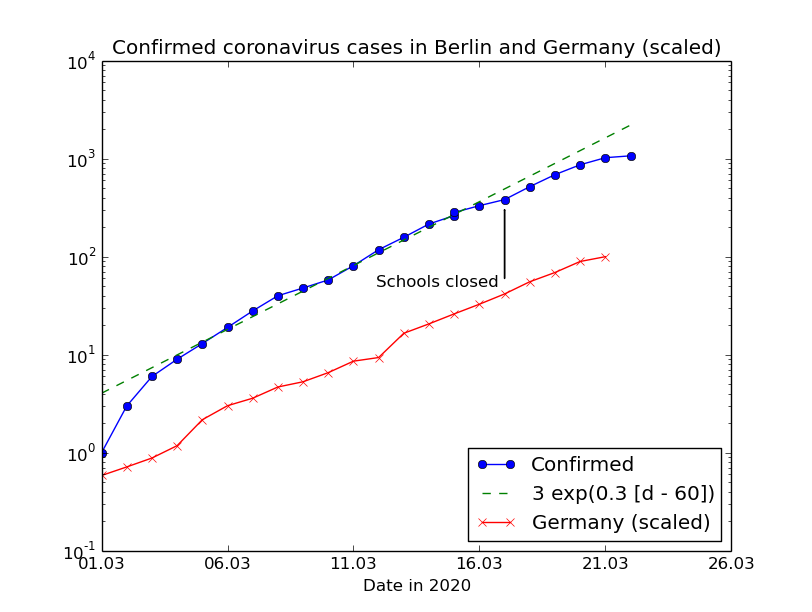 Confirmed coronavirus cases in Berlin and Germany (scaled)
10^4
10^3
10^2
10^1
10^0
10^-1
Schools closed
Confirmed
3 exp(0.3 [d - 60])
Germany (scaled)
01.03 06.03 11.03 16.03 21.03 26.03
Date in 2020